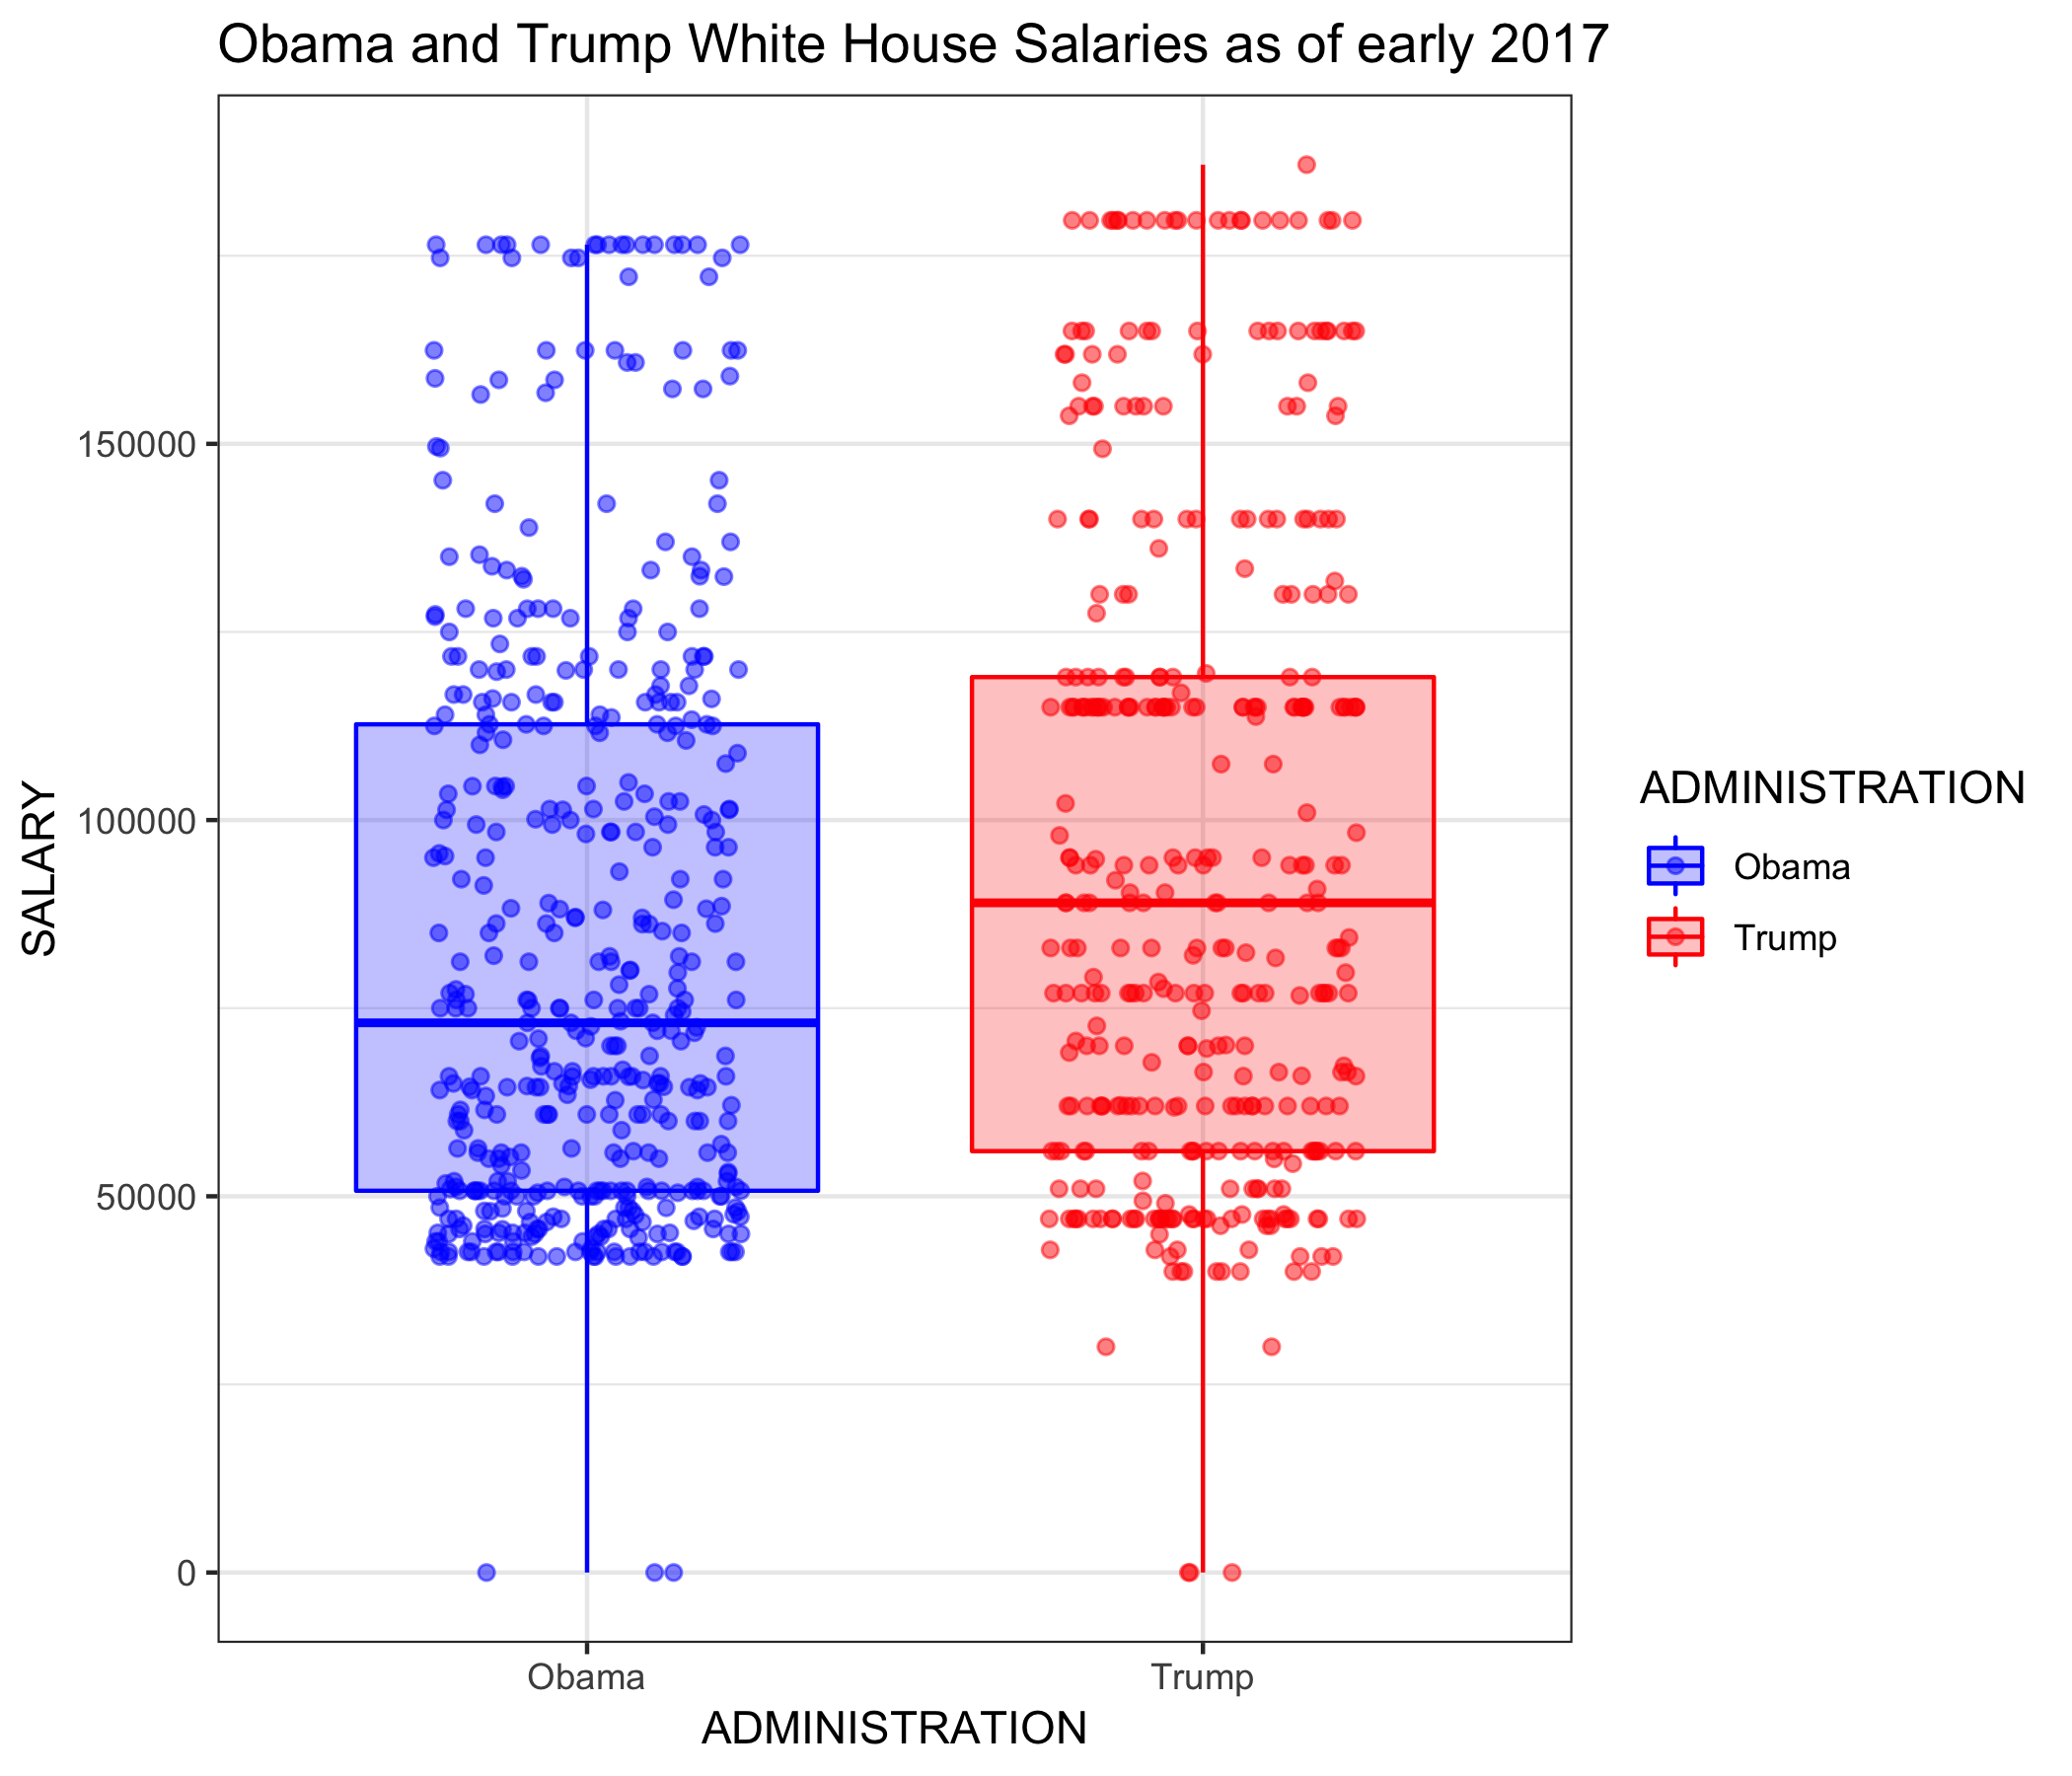 Obama and Trump White House Salaries as of early 2017
SALARY
150000
100000
50000
0
Obama
Trump
ADMINISTRATION
ADMINISTRATION
Obama
Trump